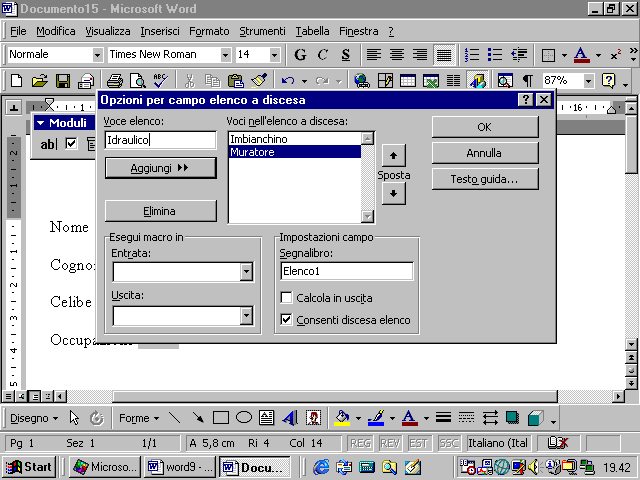 Documento15 - Microsoft Word
File Modifica Visualizza Inserisci Formato Strumenti Tabella Finestra ?
Normale Times New Roman 14 G C S
ABC 87%
Opzioni per campo elenco a discesa
1 16
Moduli
ab|
Voce elenco:
Idraulico
Aggiungi
Elimina
Voci nell'elenco a discesa:
Imbianchino
Muratore
Sposta
OK
Annulla
Testo guida...
Esegui macro in
Entrata:
Uscita:
Impostazioni campo
Segnalibro:
Elenco1
Calcola in uscita
Consenti discesa elenco
Nome
Cogno
Celibe
Occupazione
Disegno Forme
Pg 1 Sez 1 1/1 A 5,8 cm Ri 4 Col 14 REG REV EST SSC Italiano (Ital
Start Microso... word9 - ... Docu... 19.42